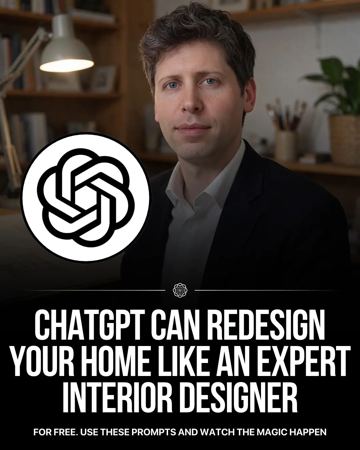 CHATGPT CAN REDESIGN
YOUR HOME LIKE AN EXPERT
INTERIOR DESIGNER
FOR FREE. USE THESE PROMPTS AND WATCH THE MAGIC HAPPEN